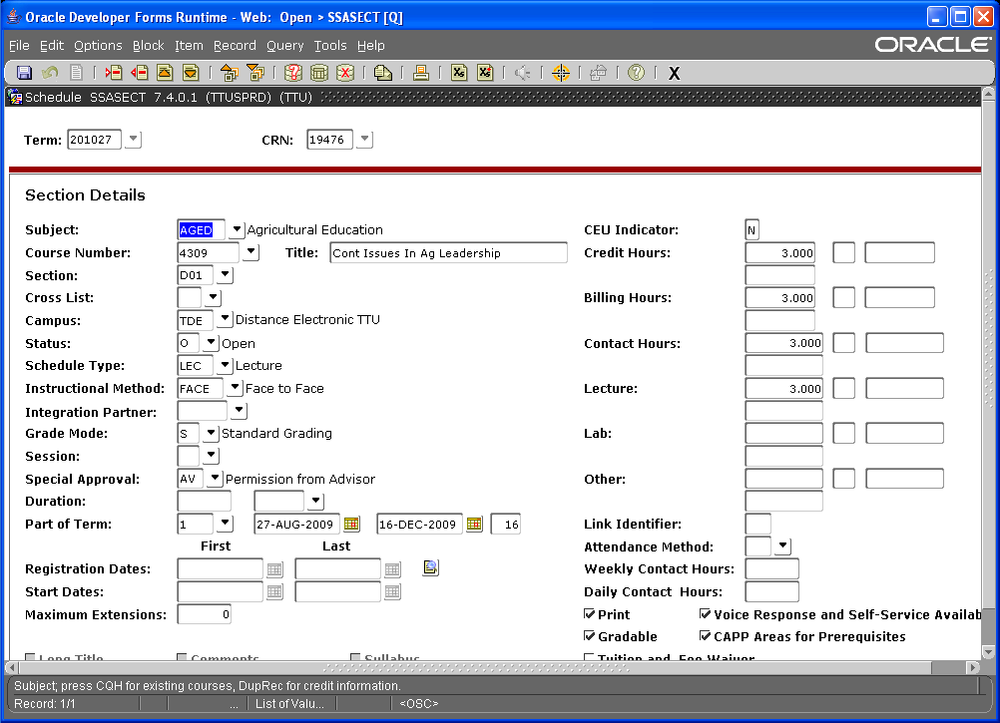 Oracle Developer Forms Runtime - Web: Open > SSASECT [Q]
File Edit Options Block Item Record Query Tools Help ORACLE
Schedule SSASECT 7.4.0.1 (TTUSPRD) (TTU)
Term: 201027 CRN: 19476
Section Details
Subject: AGED Agricultural Education CEU Indicator: N
Course Number: 4309 Title: Cont Issues In Ag Leadership Credit Hours: 3.000
Section: D01
Cross List: Billing Hours: 3.000
Campus: TDE Distance Electronic TTU
Status: O Open Contact Hours: 3.000
Schedule Type: LEC Lecture
Instructional Method: FACE Face to Face Lecture: 3.000
Integration Partner:
Grade Mode: S Standard Grading Lab:
Session:
Special Approval: AV Permission from Advisor Other:
Duration:
Part of Term: 1 27-AUG-2009 16-DEC-2009 16 Link Identifier:
First Last Attendance Method:
Registration Dates: Weekly Contact Hours:
Start Dates: Daily Contact Hours:
Maximum Extensions: 0 Print Voice Response and Self-Service Availab
Gradable CAPP Areas for Prerequisites
Long Title Comments Syllabus Tuition and Fee Waiver
Subject; press CQH for existing courses, DupRec for credit information.
Record: 1/1 ... List of Valu... <OSC>